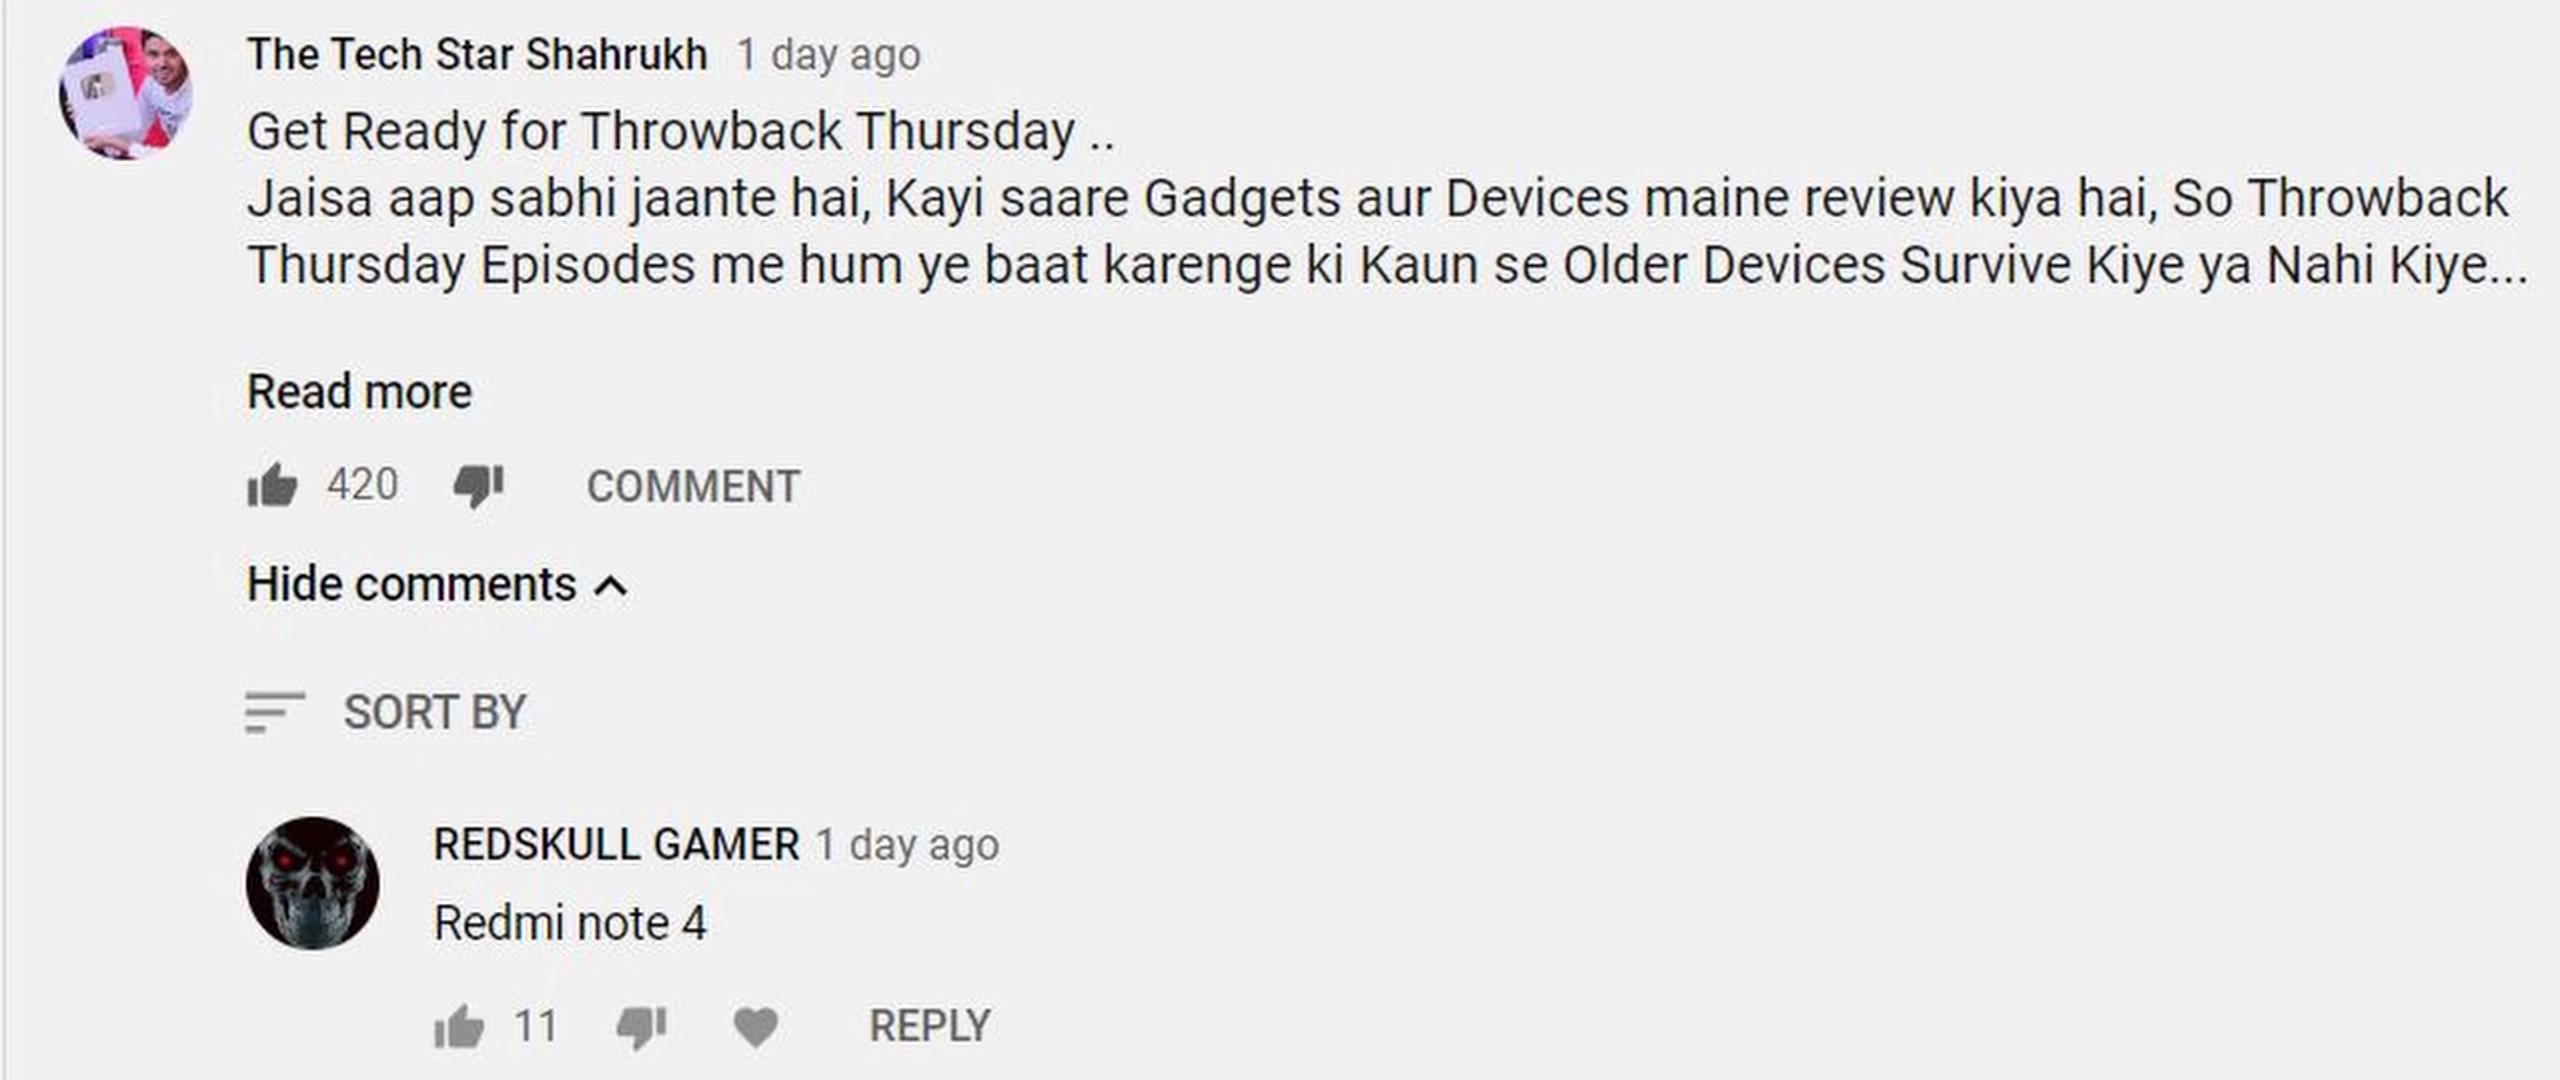 The Tech Star Shahrukh 1 day ago
Get Ready for Throwback Thursday ..
Jaisa aap sabhi jaante hai, Kayi saare Gadgets aur Devices maine review kiya hai, So Throwback
Thursday Episodes me hum ye baat karenge ki Kaun se Older Devices Survive Kiye ya Nahi Kiye...
Read more
420 COMMENT
Hide comments
SORT BY
REDSKULL GAMER 1 day ago
Redmi note 4
11 REPLY